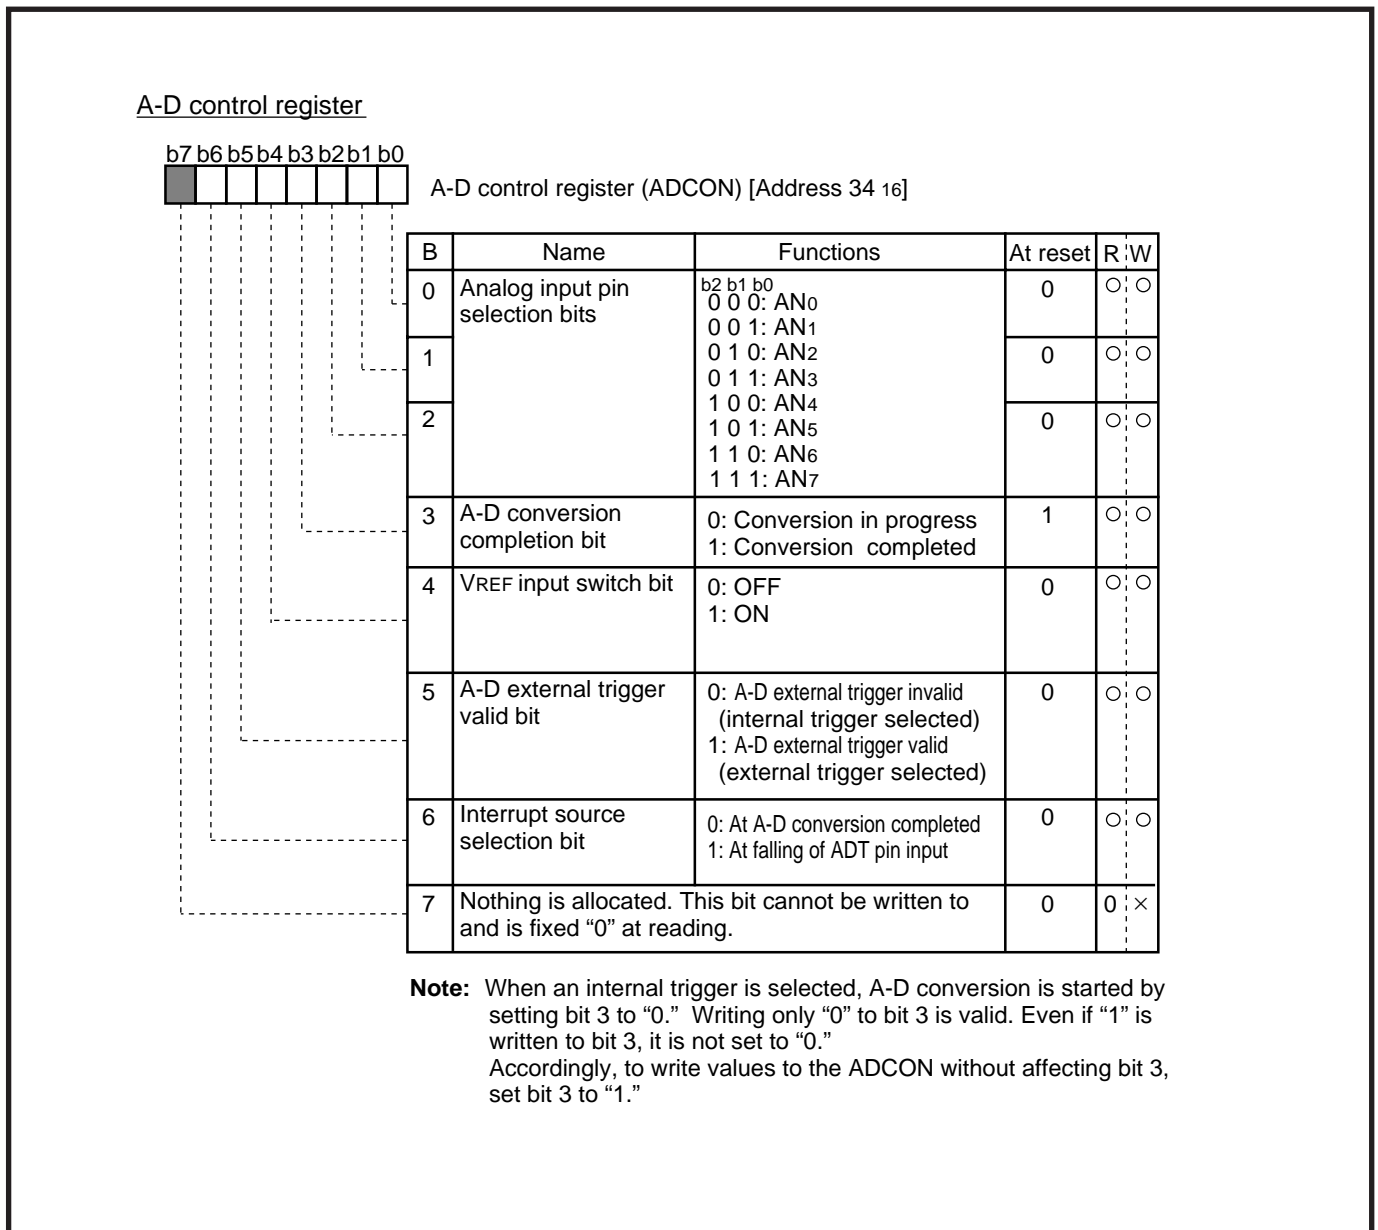 A-D control register
b7 b6 b5 b4 b3 b2 b1 b0
A-D control register (ADCON) [Address 34 16]
B Name Functions At reset R W
0 Analog input pin selection bits b2 b1 b0 0 ○ ○
0 0 0: AN0
0 0 1: AN1
1 0 1 0: AN2 0 ○ ○
0 1 1: AN3
1 0 0: AN4
2 1 0 1: AN5 0 ○ ○
1 1 0: AN6
1 1 1: AN7
3 A-D conversion completion bit 0: Conversion in progress 1 ○ ○
1: Conversion completed
4 VREF input switch bit 0: OFF 0 ○ ○
1: ON
5 A-D external trigger valid bit 0: A-D external trigger invalid 0 ○ ○
(internal trigger selected)
1: A-D external trigger valid
(external trigger selected)
6 Interrupt source selection bit 0: At A-D conversion completed 0 ○ ○
1: At falling of ADT pin input
7 Nothing is allocated. This bit cannot be written to 0 0 ×
and is fixed “0” at reading.
Note: When an internal trigger is selected, A-D conversion is started by
setting bit 3 to “0.” Writing only “0” to bit 3 is valid. Even if “1” is
written to bit 3, it is not set to “0.”
Accordingly, to write values to the ADCON without affecting bit 3,
set bit 3 to “1.”